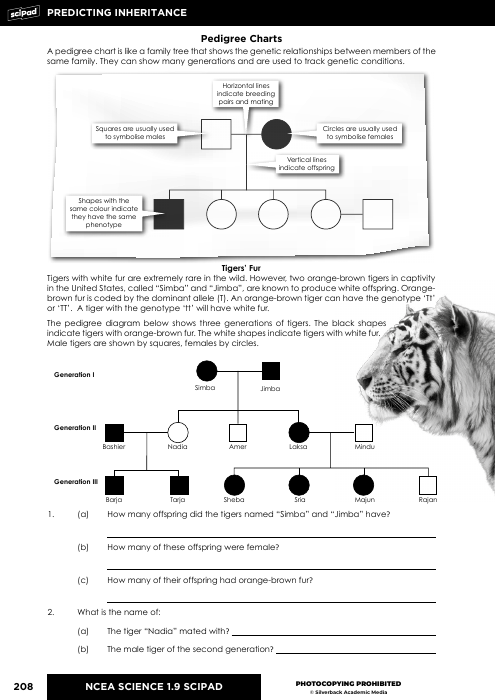 scipad PREDICTING INHERITANCE
Pedigree Charts
A pedigree chart is like a family tree that shows the genetic relationships between members of the
same family. They can show many generations and are used to track genetic conditions.
Horizontal lines
indicate breeding
pairs and mating
Squares are usually used
to symbolise males
Circles are usually used
to symbolise females
Vertical lines
indicate offspring
Shapes with the
same colour indicate
they have the same
phenotype
Tigers' Fur
Tigers with white fur are extremely rare in the wild. However, two orange-brown tigers in captivity
in the United States, called "Simba" and "Jimba", are known to produce white offspring. Orange-
brown fur is coded by the dominant allele (T). An orange-brown tiger can have the genotype 'Tt'
or 'TT'. A tiger with the genotype 'tt' will have white fur.
The pedigree diagram below shows three generations of tigers. The black shapes
indicate tigers with orange-brown fur. The white shapes indicate tigers with white fur.
Male tigers are shown by squares, females by circles.
Generation I
Simba Jimba
Generation II
Bashier Nadia Amer Laksa Mindu
Generation III
Barja Tarja Sheba Sria Majun Rajan
1. (a) How many offspring did the tigers named "Simba" and "Jimba" have?
(b) How many of these offspring were female?
(c) How many of their offspring had orange-brown fur?
2. What is the name of:
(a) The tiger "Nadia" mated with?
(b) The male tiger of the second generation?
208 NCEA SCIENCE 1.9 SCIPAD PHOTOCOPYING PROHIBITED
© Silverback Academic Media